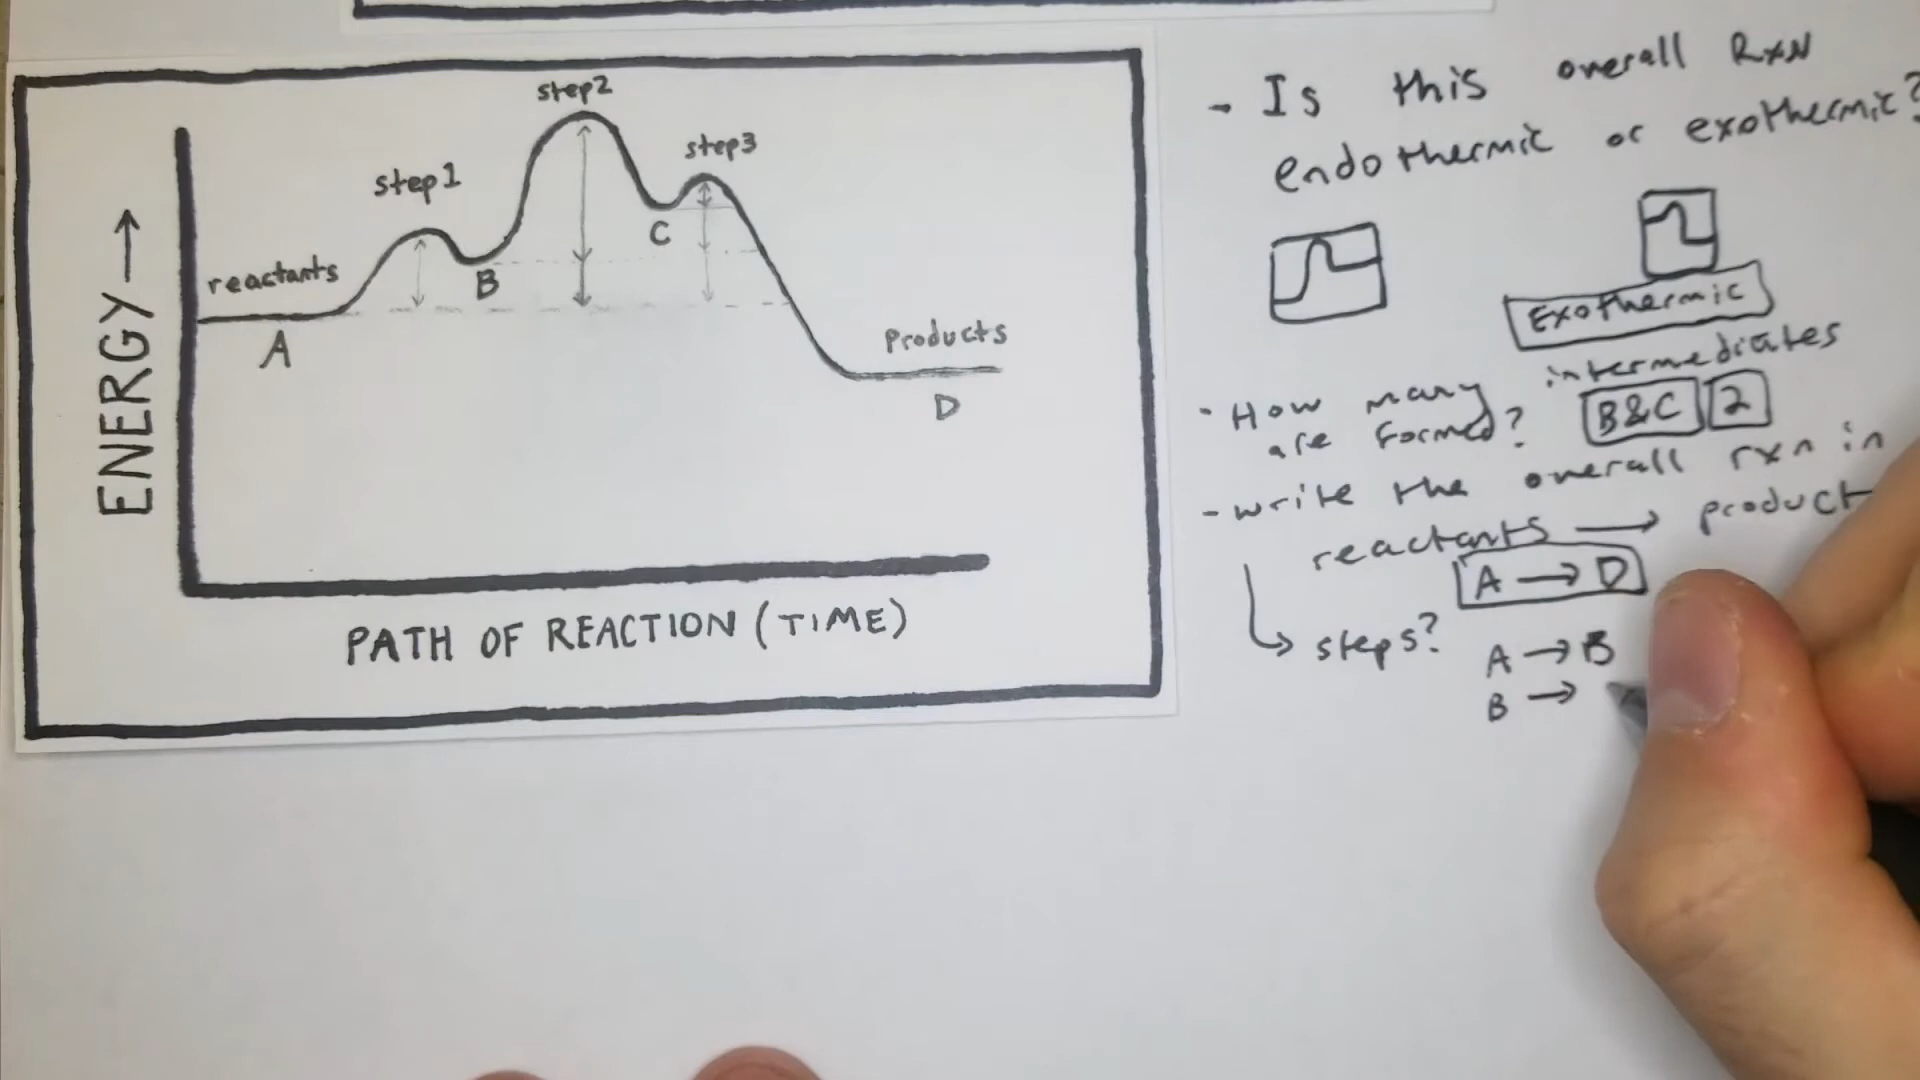 step2
step1
step3
reactants
A
B
C
Products
D
ENERGY →
PATH OF REACTION (TIME)
- Is this overall RxN
endothermic or exothermic?
Exothermic
- How many intermediates
are formed? B&C 2
- write the overall rxn in
reactants → product
A → D
steps? A → B
B →